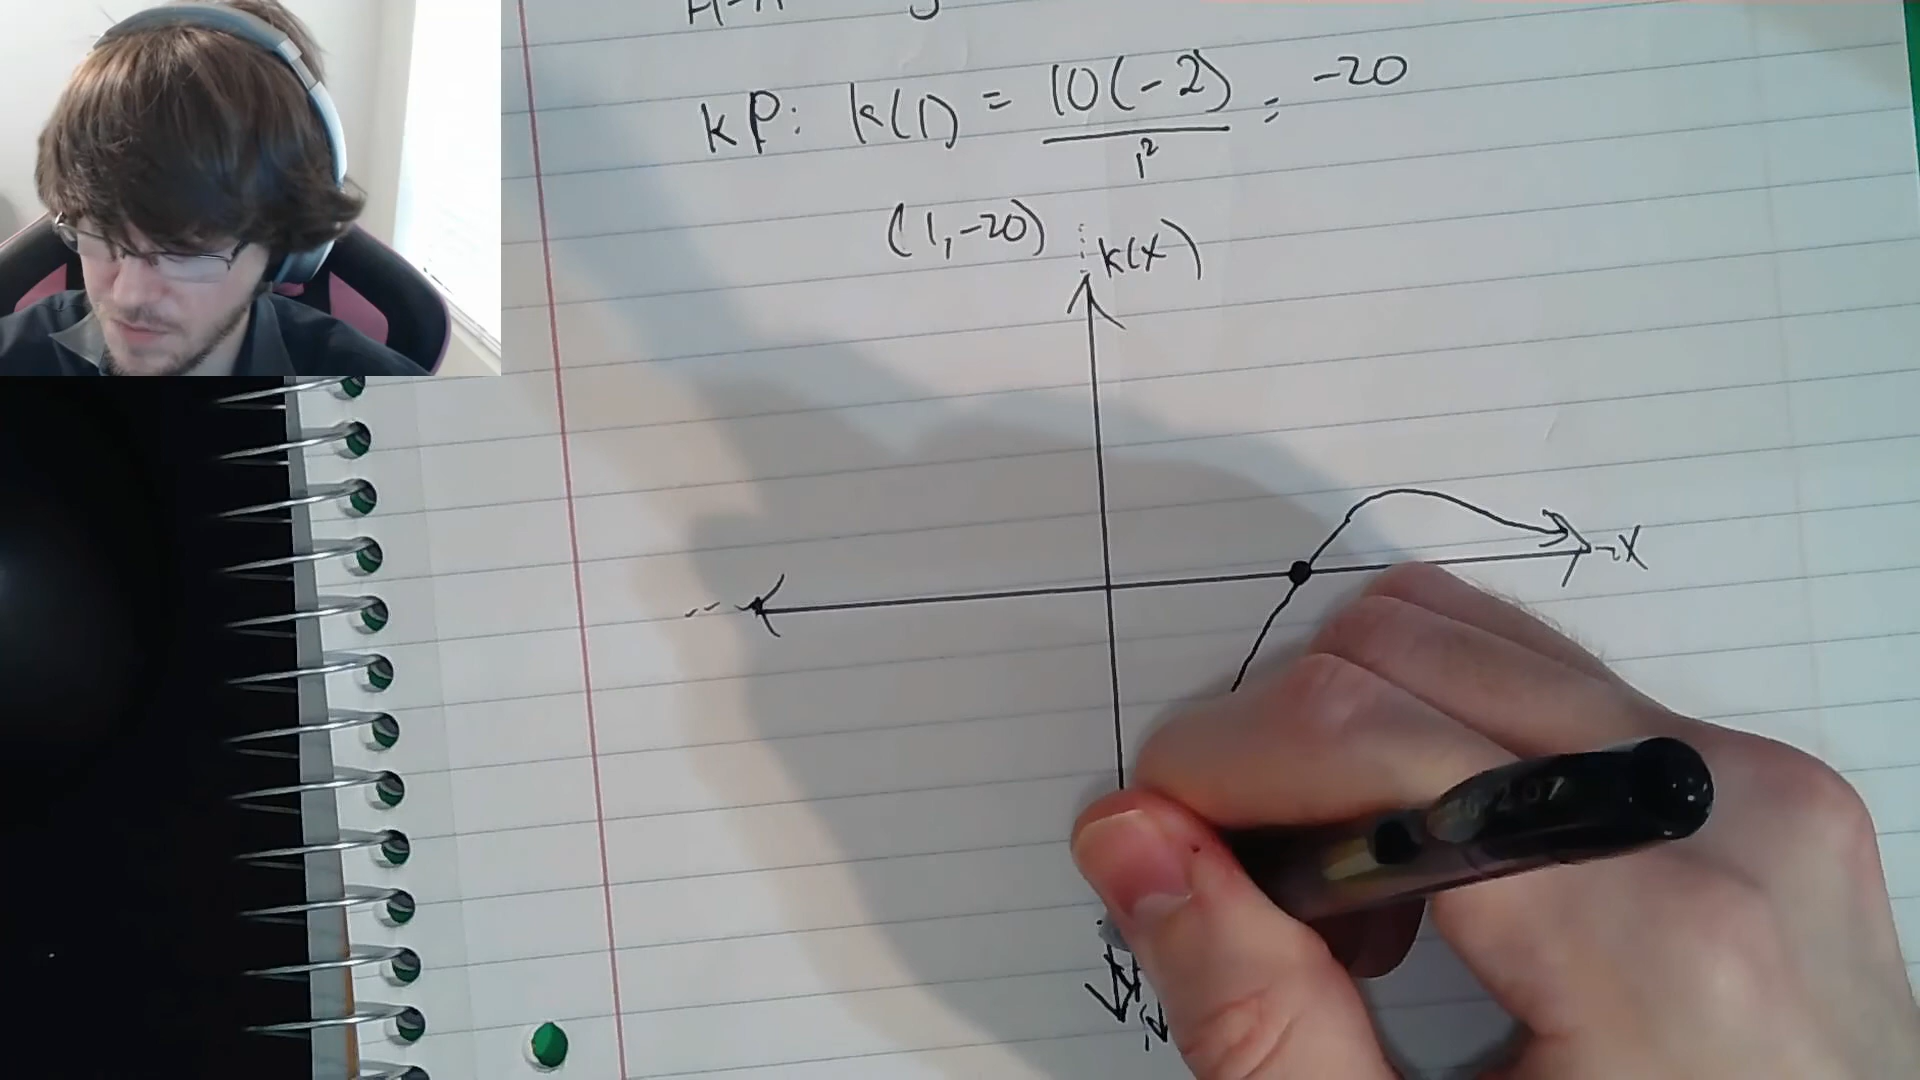 kP: k(1) = 10(-2) / 1² = -20
(1,-20)
k(x)
x